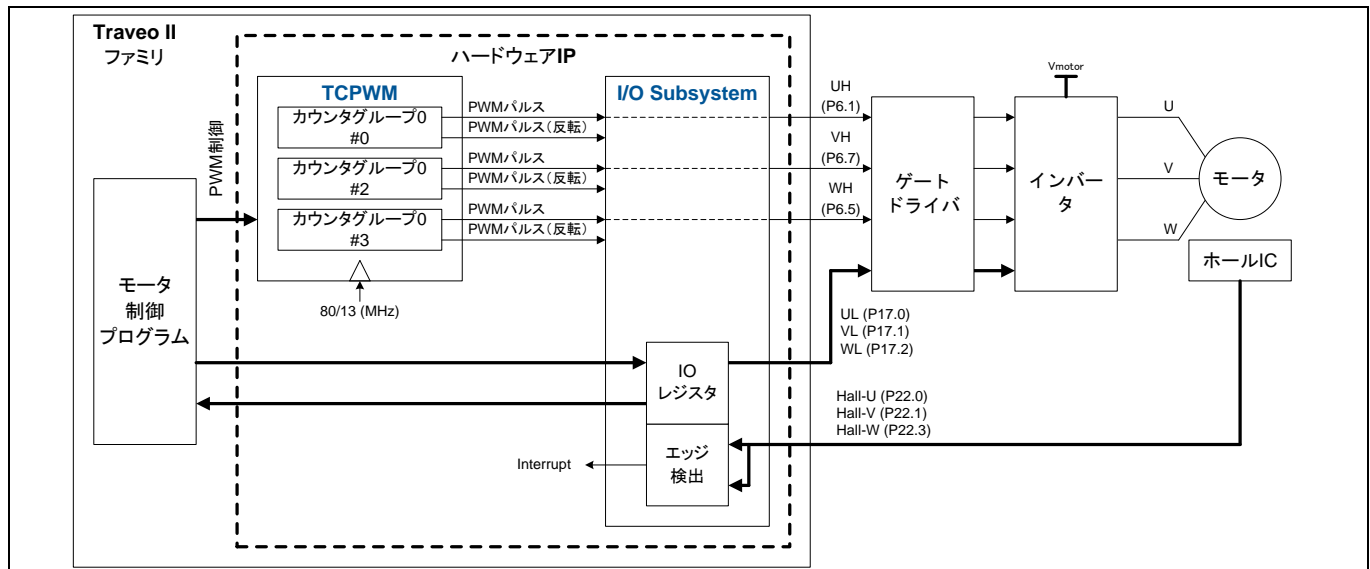 Traveo II
ファミリ
ハードウェアIP
TCPWM
I/O Subsystem
PWM制御
カウンタグループ0
#0
カウンタグループ0
#2
カウンタグループ0
#3
PWMパルス
PWMパルス(反転)
PWMパルス
PWMパルス(反転)
PWMパルス
PWMパルス(反転)
80/13 (MHz)
モータ
制御
プログラム
UH
(P6.1)
VH
(P6.7)
WH
(P6.5)
ゲート
ドライバ
Vmotor
インバー
タ
U
V
W
モータ
ホールIC
UL (P17.0)
VL (P17.1)
WL (P17.2)
IO
レジスタ
Hall-U (P22.0)
Hall-V (P22.1)
Hall-W (P22.3)
エッジ
検出
Interrupt